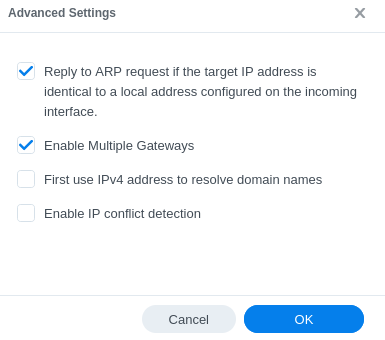 Advanced Settings
Reply to ARP request if the target IP address is
identical to a local address configured on the incoming
interface.
Enable Multiple Gateways
First use IPv4 address to resolve domain names
Enable IP conflict detection
Cancel
OK